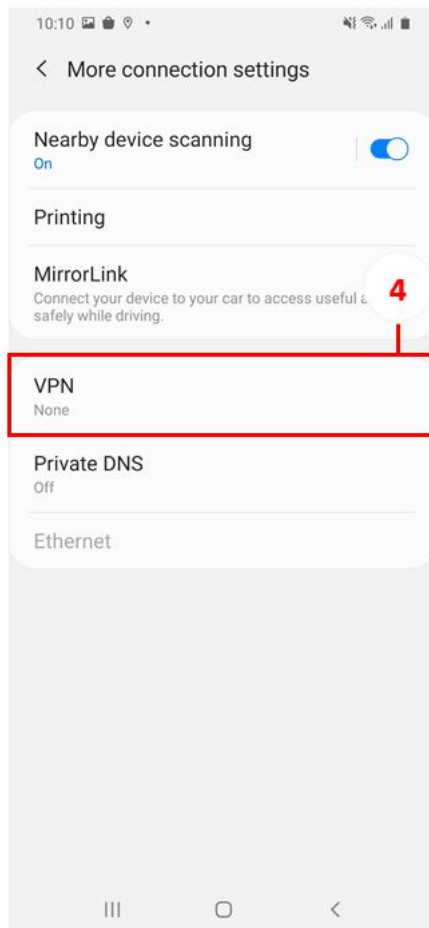 10:10
More connection settings
Nearby device scanning
On
Printing
MirrorLink
Connect your device to your car to access useful
safely while driving.
4
VPN
None
Private DNS
Off
Ethernet